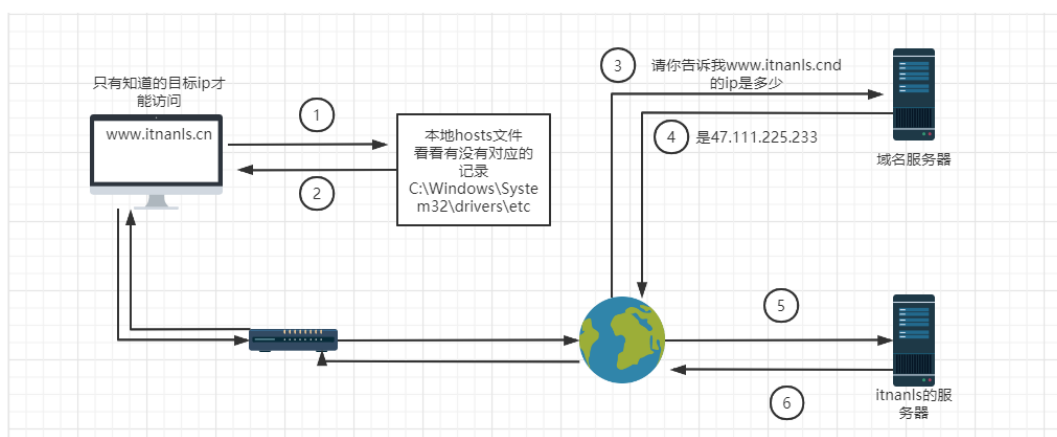 只有知道的目标ip才
能访问
www.itnanls.cn
1
2
本地hosts文件
看看有没有对应的
记录
C:\Windows\Syste
m32\drivers\etc
3
请你告诉我www.itnanls.cnd
的ip是多少
4
是47.111.225.233
域名服务器
5
6
itnanls的服
务器